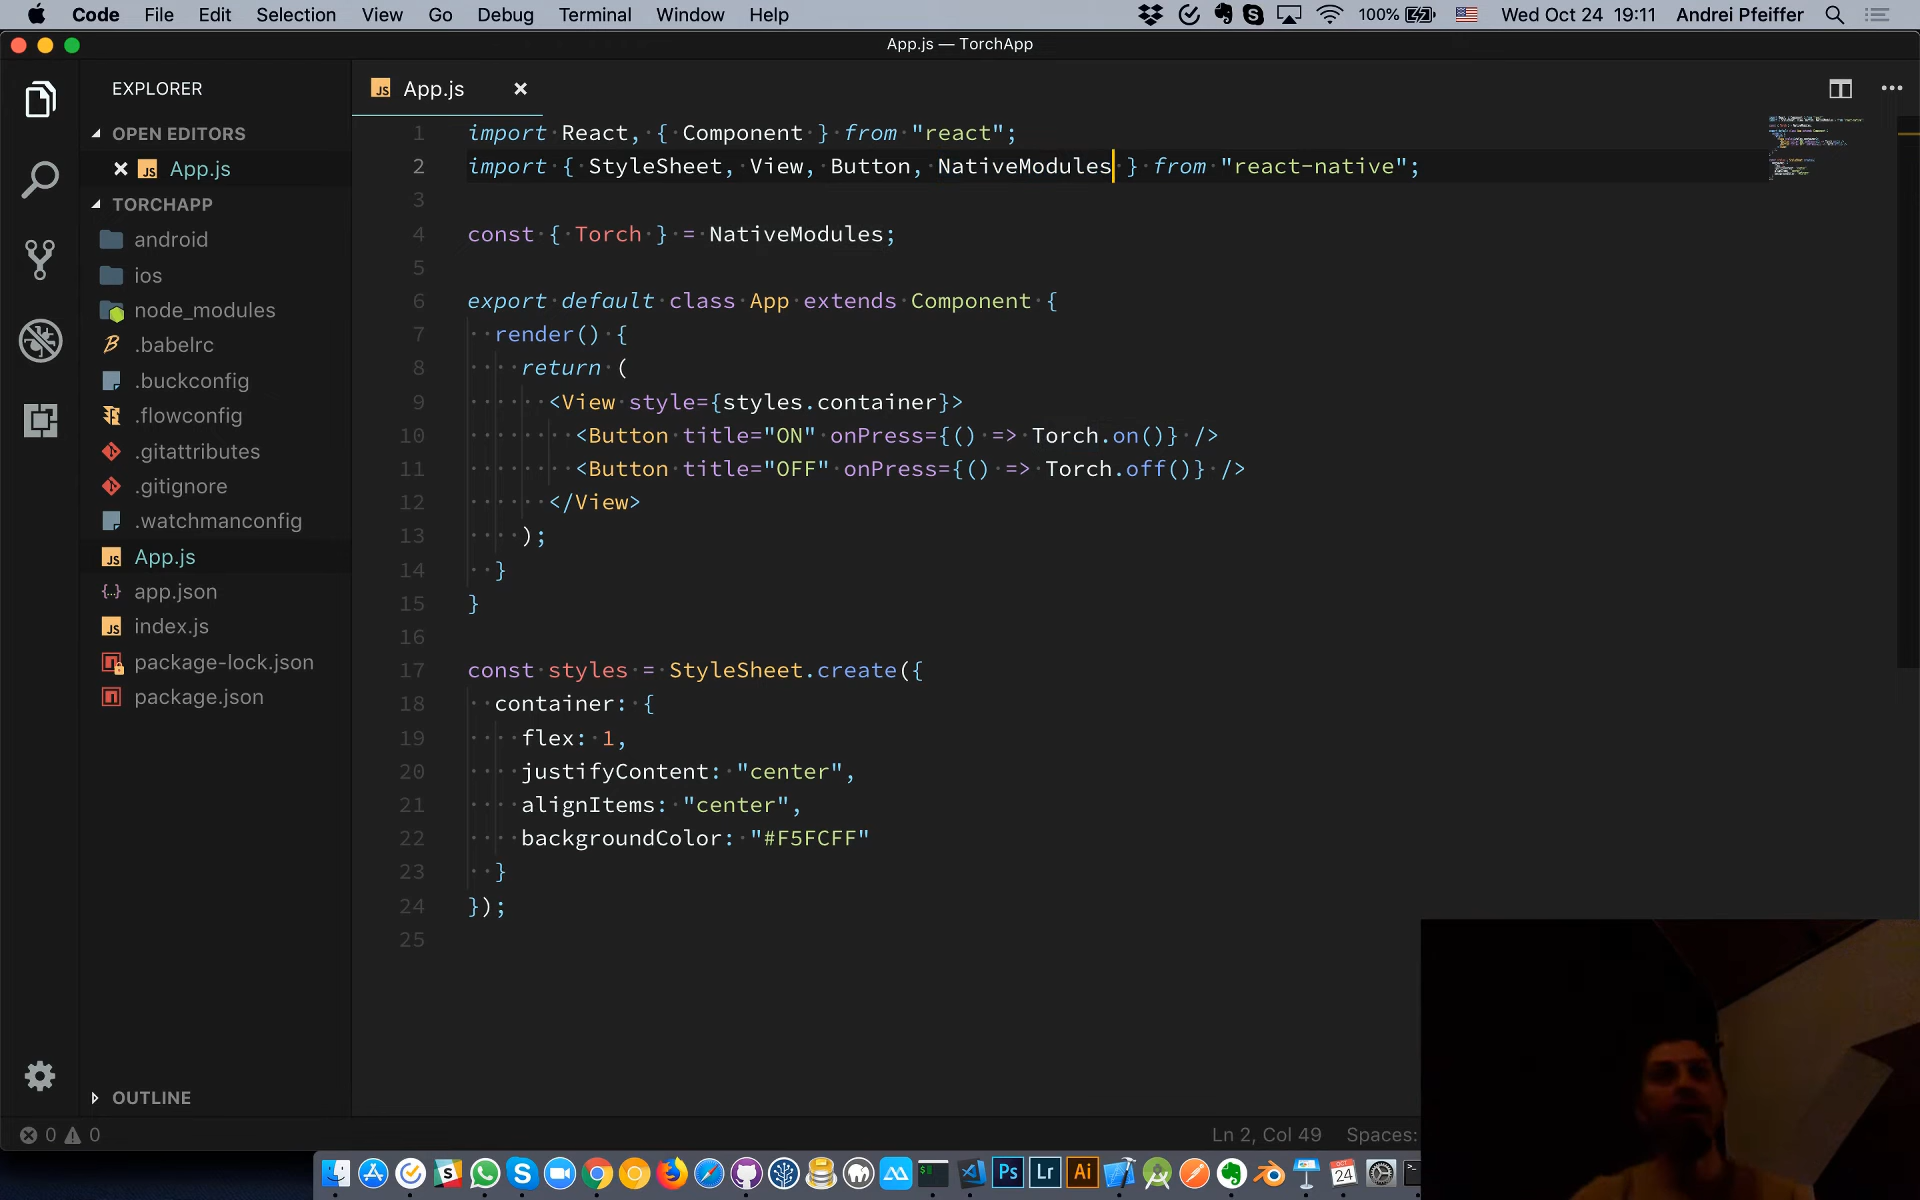 Code File Edit Selection View Go Debug Terminal Window Help 100% Wed Oct 24 19:11 Andrei Pfeiffer
App.js — TorchApp
EXPLORER
OPEN EDITORS
App.js
TORCHAPP
android
ios
node_modules
.babelrc
.buckconfig
.flowconfig
.gitattributes
.gitignore
.watchmanconfig
App.js
app.json
index.js
package-lock.json
package.json
OUTLINE
App.js
1 import React, { Component } from "react";
2 import { StyleSheet, View, Button, NativeModules } from "react-native";
3
4 const { Torch } = NativeModules;
5
6 export default class App extends Component {
7 render() {
8 return (
9 <View style={styles.container}>
10 <Button title="ON" onPress={() => Torch.on()} />
11 <Button title="OFF" onPress={() => Torch.off()} />
12 </View>
13 );
14 }
15 }
16
17 const styles = StyleSheet.create({
18 container: {
19 flex: 1,
20 justifyContent: "center",
21 alignItems: "center",
22 backgroundColor: "#F5FCFF"
23 }
24 });
25
0 0 Ln 2, Col 49 Spaces:
Ps Lr Ai 24